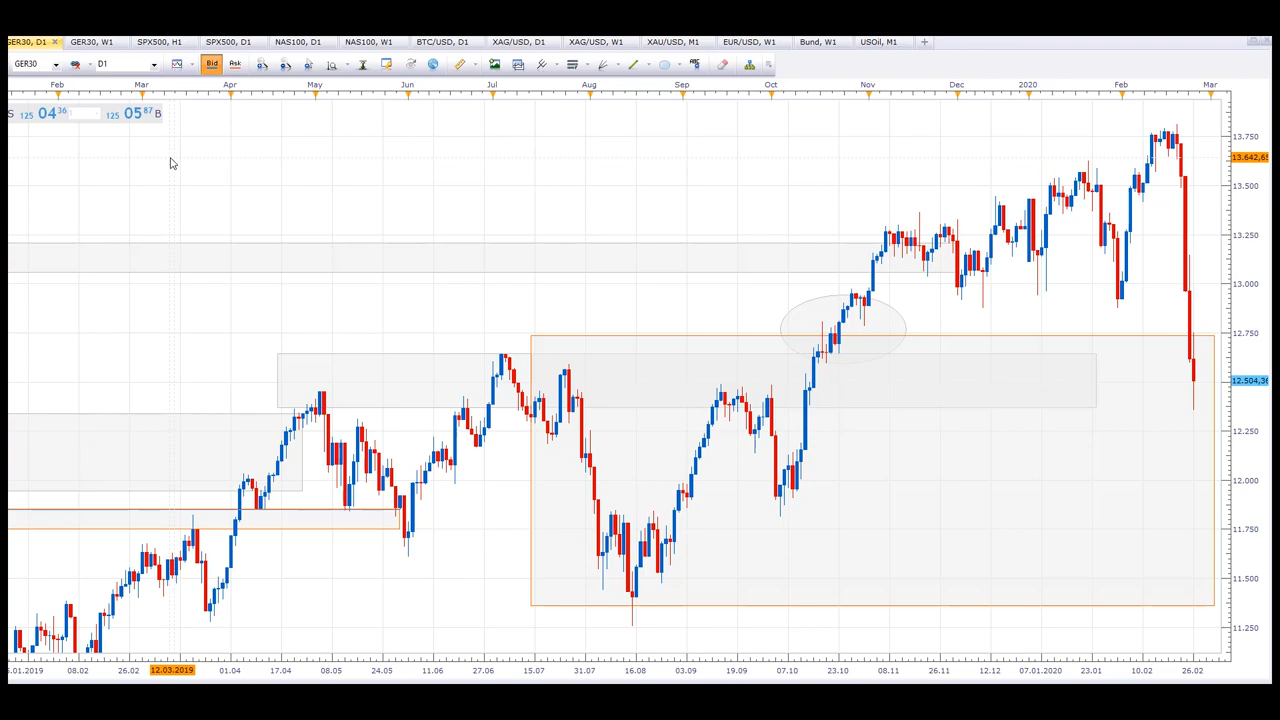 GER30, D1 GER30, W1 SPX500, H1 SPX500, D1 NAS100, D1 NAS100, W1 BTC/USD, D1 XAG/USD, D1 XAG/USD, W1 XAU/USD, M1 EUR/USD, W1 Bund, W1 USOil, M1
GER30 D1 Bid Ask ABC
Feb Mar Apr May Jun Jul Aug Sep Oct Nov Dec 2020 Feb Mar
S 125 04 36 1 125 05 87 B
13.750
13.642,65
13.500
13.250
13.000
12.750
12.504,36
12.250
12.000
11.750
11.500
11.250
.01.2019 08.02 26.02 12.03.2019 01.04 17.04 08.05 24.05 11.06 27.06 15.07 31.07 16.08 03.09 19.09 07.10 23.10 08.11 26.11 12.12 07.01.2020 23.01 10.02 26.02